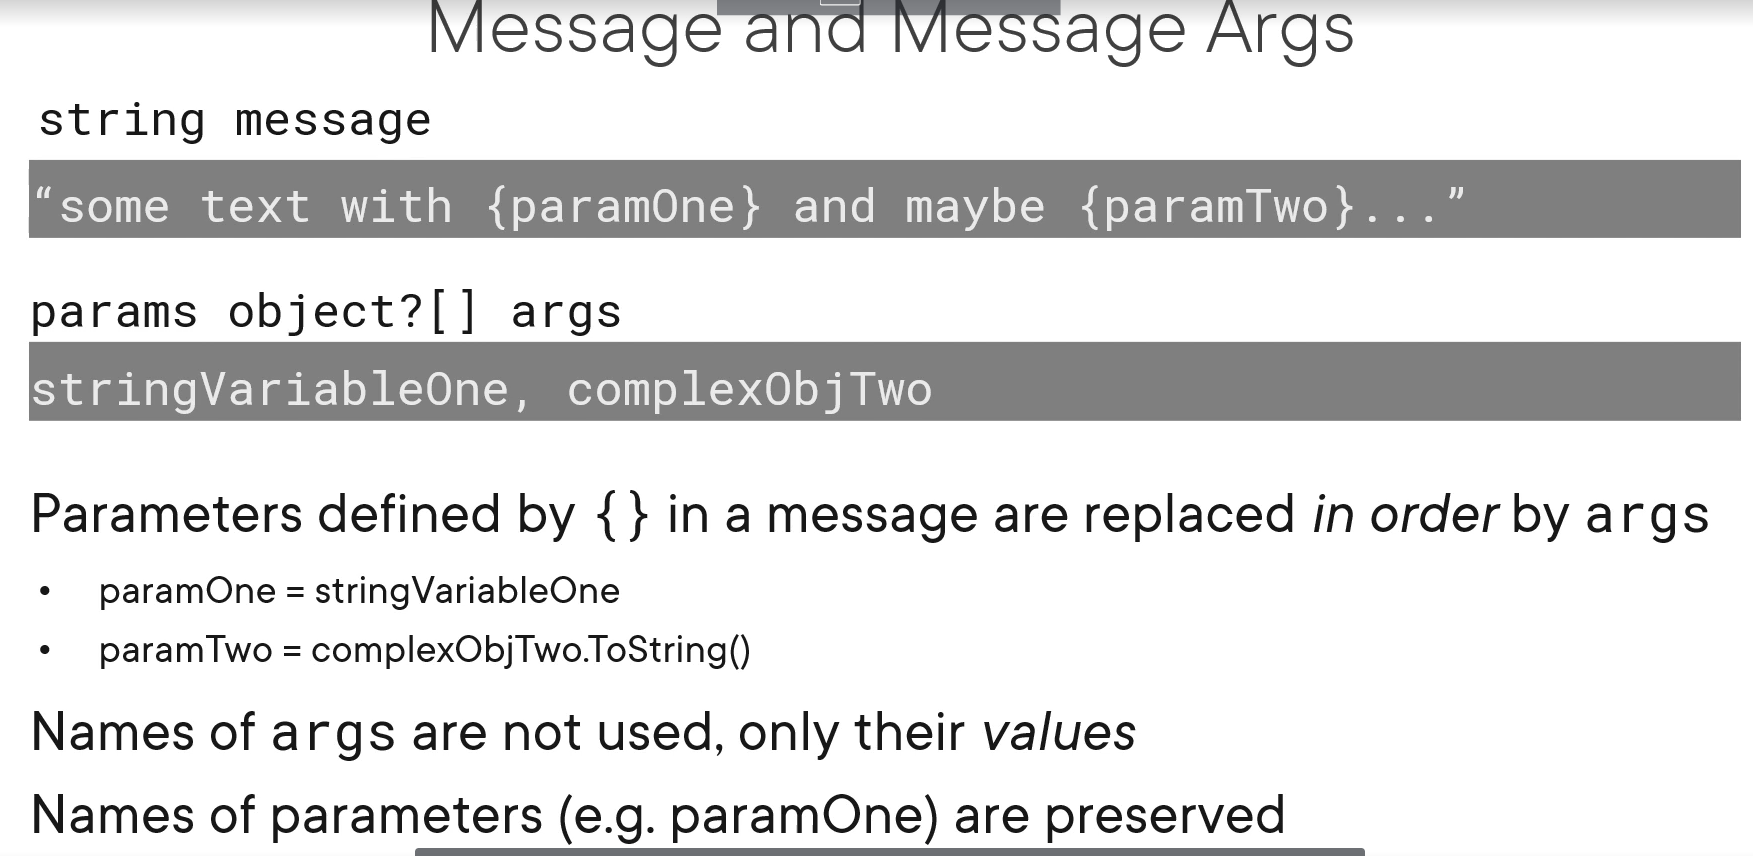 Message and Message Args
string message
“some text with {paramOne} and maybe {paramTwo}...”
params object?[] args
stringVariableOne, complexObjTwo
Parameters defined by {} in a message are replaced in order by args
• paramOne = stringVariableOne
• paramTwo = complexObjTwo.ToString()
Names of args are not used, only their values
Names of parameters (e.g. paramOne) are preserved